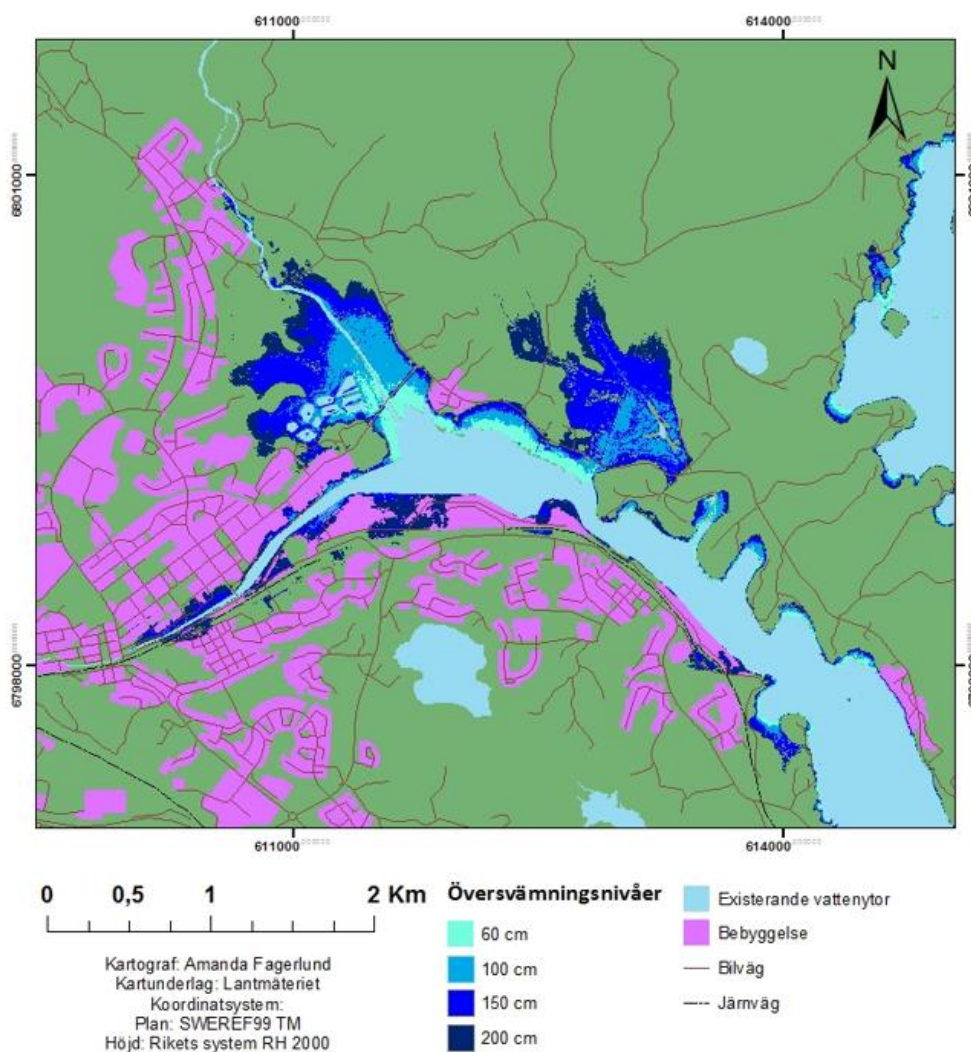 611000 614000
N
6801000
6798000
611000 614000
0 0,5 1 2 Km
Kartograf: Amanda Fagerlund
Kartunderlag: Lantmäteriet
Koordinatsystem:
Plan: SWEREF99 TM
Höjd: Rikets system RH 2000
Översvämningsnivåer
60 cm
100 cm
150 cm
200 cm
Existerande vattenytor
Bebyggelse
Bilväg
Järnväg